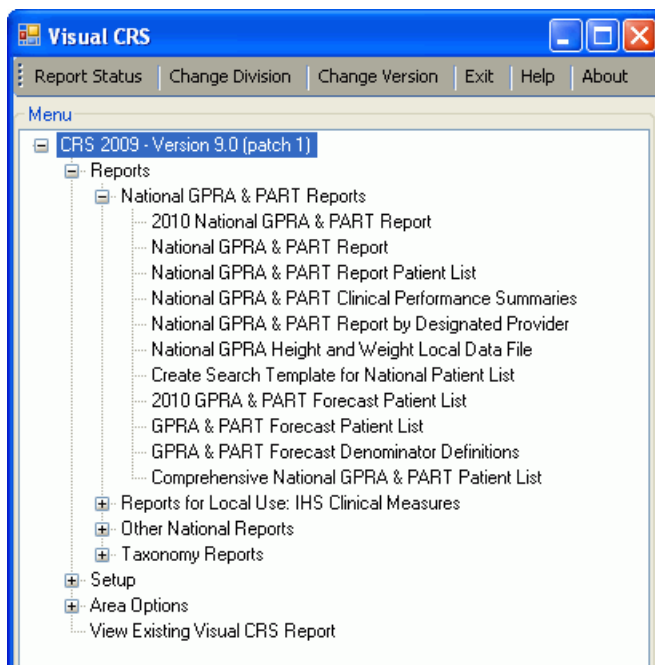 Visual CRS
Report Status Change Division Change Version Exit Help About
Menu
CRS 2009 - Version 9.0 (patch 1)
Reports
National GPRA & PART Reports
2010 National GPRA & PART Report
National GPRA & PART Report
National GPRA & PART Report Patient List
National GPRA & PART Clinical Performance Summaries
National GPRA & PART Report by Designated Provider
National GPRA Height and Weight Local Data File
Create Search Template for National Patient List
2010 GPRA & PART Forecast Patient List
GPRA & PART Forecast Patient List
GPRA & PART Forecast Denominator Definitions
Comprehensive National GPRA & PART Patient List
Reports for Local Use: IHS Clinical Measures
Other National Reports
Taxonomy Reports
Setup
Area Options
View Existing Visual CRS Report